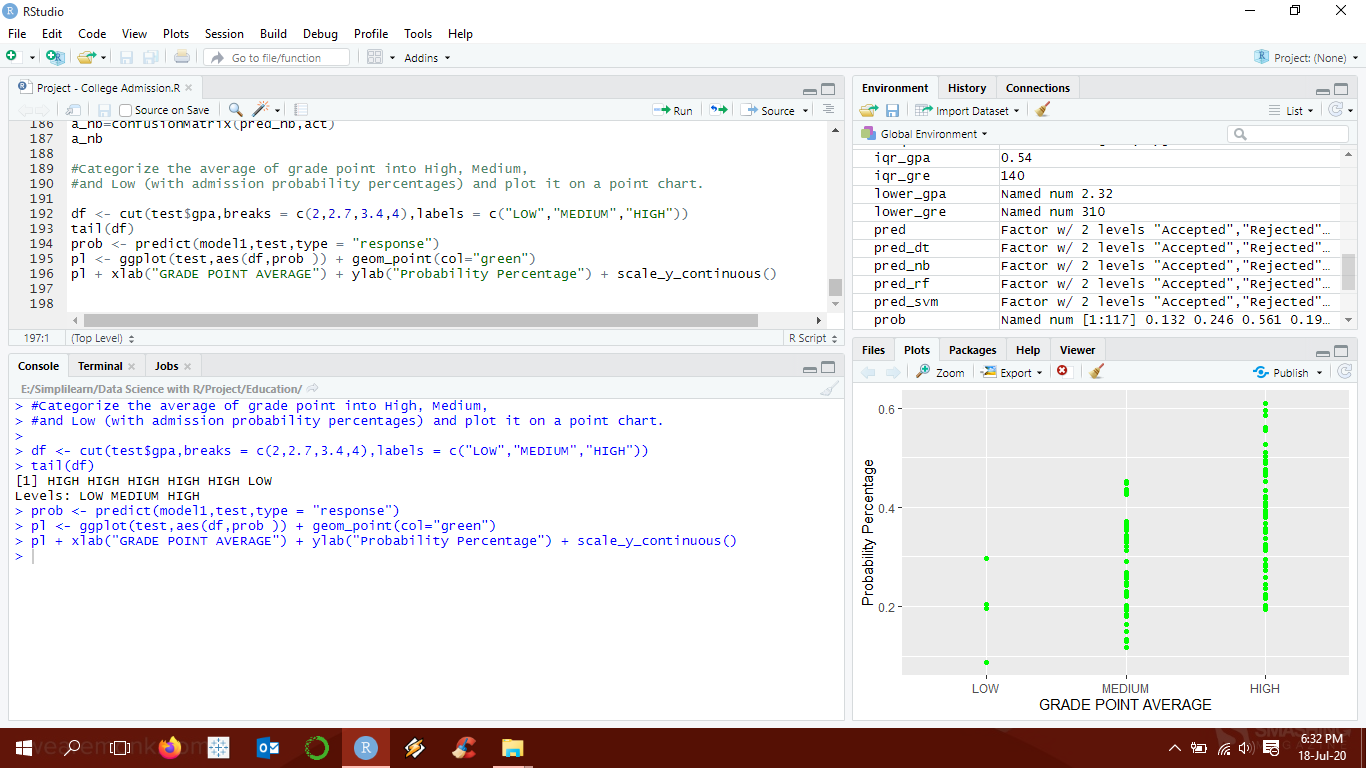 RStudio
File Edit Code View Plots Session Build Debug Profile Tools Help
Go to file/function Addins Project: (None)
Project - College Admission.R
Source on Save Run Source
186 a_nb=confusionMatrix(pred_nb,act)
187 a_nb
188
189 #Categorize the average of grade point into High, Medium,
190 #and Low (with admission probability percentages) and plot it on a point chart.
191
192 df <- cut(test$gpa,breaks = c(2,2.7,3.4,4),labels = c("LOW","MEDIUM","HIGH"))
193 tail(df)
194 prob <- predict(model1,test,type = "response")
195 pl <- ggplot(test,aes(df,prob )) + geom_point(col="green")
196 pl + xlab("GRADE POINT AVERAGE") + ylab("Probability Percentage") + scale_y_continuous()
197
198
197:1 (Top Level) R Script
Console Terminal Jobs
E:/Simplilearn/Data Science with R/Project/Education/
> #Categorize the average of grade point into High, Medium,
> #and Low (with admission probability percentages) and plot it on a point chart.
>
> df <- cut(test$gpa,breaks = c(2,2.7,3.4,4),labels = c("LOW","MEDIUM","HIGH"))
> tail(df)
[1] HIGH HIGH HIGH HIGH HIGH LOW
Levels: LOW MEDIUM HIGH
> prob <- predict(model1,test,type = "response")
> pl <- ggplot(test,aes(df,prob )) + geom_point(col="green")
> pl + xlab("GRADE POINT AVERAGE") + ylab("Probability Percentage") + scale_y_continuous()
>
Environment History Connections
Import Dataset List
Global Environment
iqr_gpa 0.54
iqr_gre 140
lower_gpa Named num 2.32
lower_gre Named num 310
pred Factor w/ 2 levels "Accepted","Rejected"…
pred_dt Factor w/ 2 levels "Accepted","Rejected"…
pred_nb Factor w/ 2 levels "Accepted","Rejected"…
pred_rf Factor w/ 2 levels "Accepted","Rejected"…
pred_svm Factor w/ 2 levels "Accepted","Rejected"…
prob Named num [1:117] 0.132 0.246 0.561 0.19…
Files Plots Packages Help Viewer
Zoom Export Publish
Probability Percentage
0.6
0.4
0.2
LOW MEDIUM HIGH
GRADE POINT AVERAGE
6:32 PM
18-Jul-20